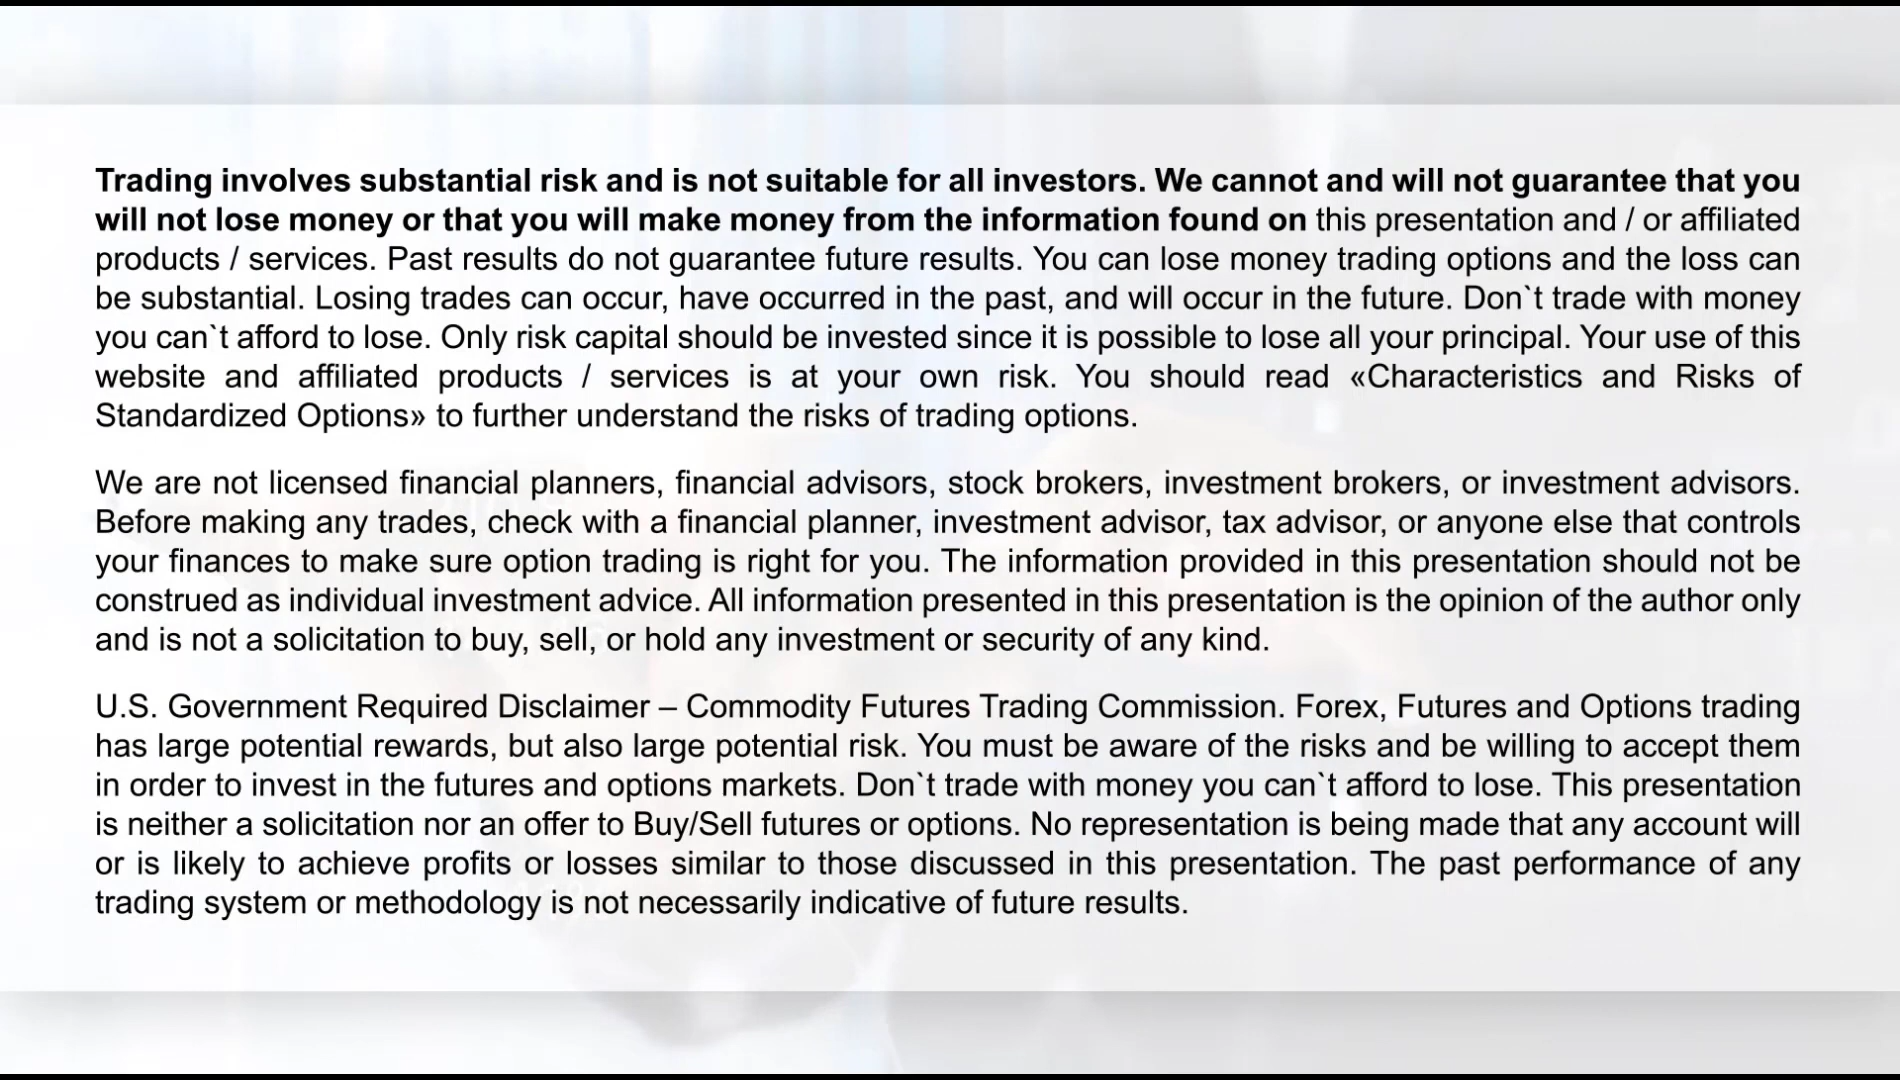 Trading involves substantial risk and is not suitable for all investors. We cannot and will not guarantee that you
will not lose money or that you will make money from the information found on this presentation and / or affiliated
products / services. Past results do not guarantee future results. You can lose money trading options and the loss can
be substantial. Losing trades can occur, have occurred in the past, and will occur in the future. Don`t trade with money
you can`t afford to lose. Only risk capital should be invested since it is possible to lose all your principal. Your use of this
website and affiliated products / services is at your own risk. You should read «Characteristics and Risks of
Standardized Options» to further understand the risks of trading options.
We are not licensed financial planners, financial advisors, stock brokers, investment brokers, or investment advisors.
Before making any trades, check with a financial planner, investment advisor, tax advisor, or anyone else that controls
your finances to make sure option trading is right for you. The information provided in this presentation should not be
construed as individual investment advice. All information presented in this presentation is the opinion of the author only
and is not a solicitation to buy, sell, or hold any investment or security of any kind.
U.S. Government Required Disclaimer – Commodity Futures Trading Commission. Forex, Futures and Options trading
has large potential rewards, but also large potential risk. You must be aware of the risks and be willing to accept them
in order to invest in the futures and options markets. Don`t trade with money you can`t afford to lose. This presentation
is neither a solicitation nor an offer to Buy/Sell futures or options. No representation is being made that any account will
or is likely to achieve profits or losses similar to those discussed in this presentation. The past performance of any
trading system or methodology is not necessarily indicative of future results.